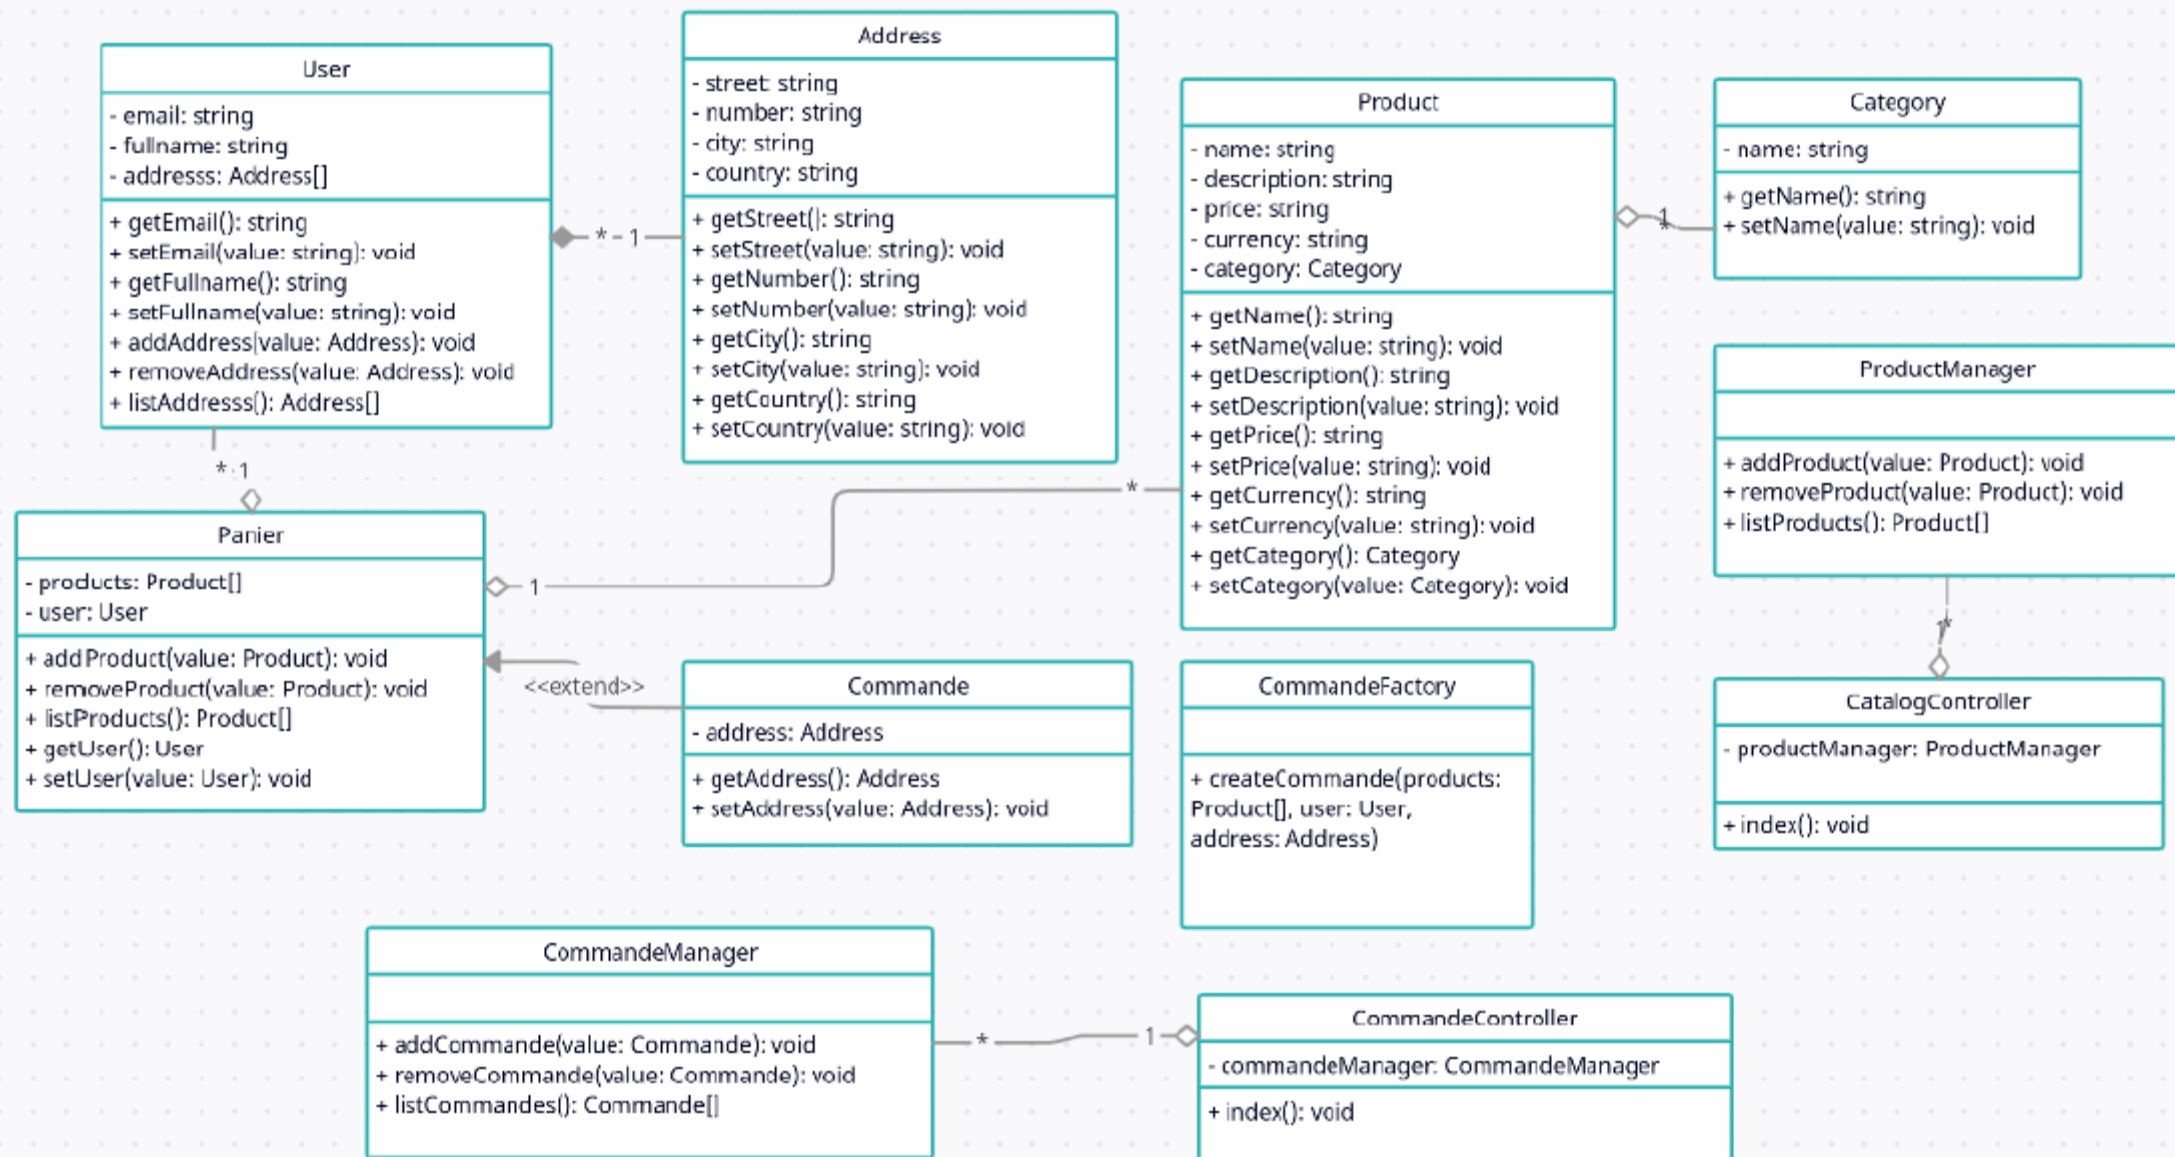 User
- email: string
- fullname: string
- addresss: Address[]
+ getEmail(): string
+ setEmail(value: string): void
+ getFullname(): string
+ setFullname(value: string): void
+ addAddress(value: Address): void
+ removeAddress(value: Address): void
+ listAddresss(): Address[]
* 1
* 1
Address
- street: string
- number: string
- city: string
- country: string
+ getStreet(): string
+ setStreet(value: string): void
+ getNumber(): string
+ setNumber(value: string): void
+ getCity(): string
+ setCity(value: string): void
+ getCountry(): string
+ setCountry(value: string): void
Product
- name: string
- description: string
- price: string
- currency: string
- category: Category
+ getName(): string
+ setName(value: string): void
+ getDescription(): string
+ setDescription(value: string): void
+ getPrice(): string
+ setPrice(value: string): void
+ getCurrency(): string
+ setCurrency(value: string): void
+ getCategory(): Category
+ setCategory(value: Category): void
1
*
Category
- name: string
+ getName(): string
+ setName(value: string): void
ProductManager
+ addProduct(value: Product): void
+ removeProduct(value: Product): void
+ listProducts(): Product[]
*
CatalogController
- productManager: ProductManager
+ index(): void
Panier
- products: Product[]
- user: User
+ addProduct(value: Product): void
+ removeProduct(value: Product): void
+ listProducts(): Product[]
+ getUser(): User
+ setUser(value: User): void
1
*
<<extend>>
Commande
- address: Address
+ getAddress(): Address
+ setAddress(value: Address): void
CommandeFactory
+ createCommande(products:
Product[], user: User,
address: Address)
CommandeManager
+ addCommande(value: Commande): void
+ removeCommande(value: Commande): void
+ listCommandes(): Commande[]
*
1
CommandeController
- commandeManager: CommandeManager
+ index(): void